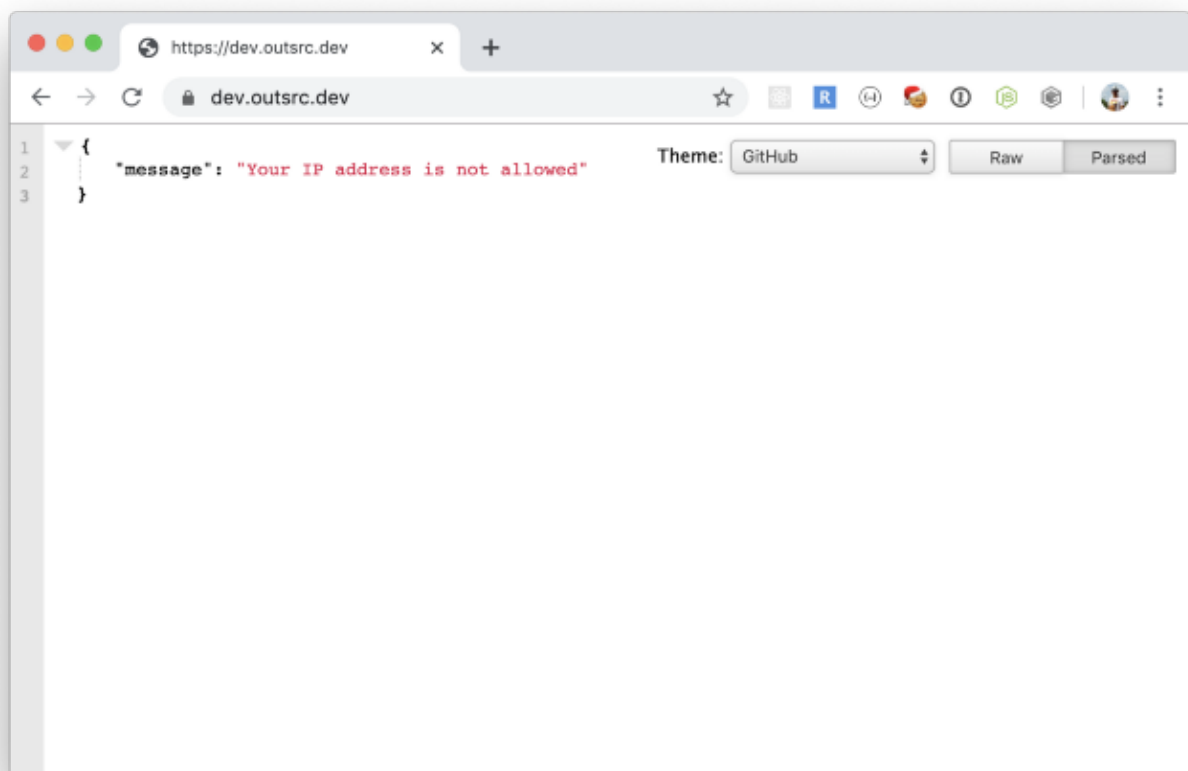 https://dev.outsrc.dev
dev.outsrc.dev
R
JS
1 {
2 "message": "Your IP address is not allowed"
3 }
Theme: GitHub Raw Parsed